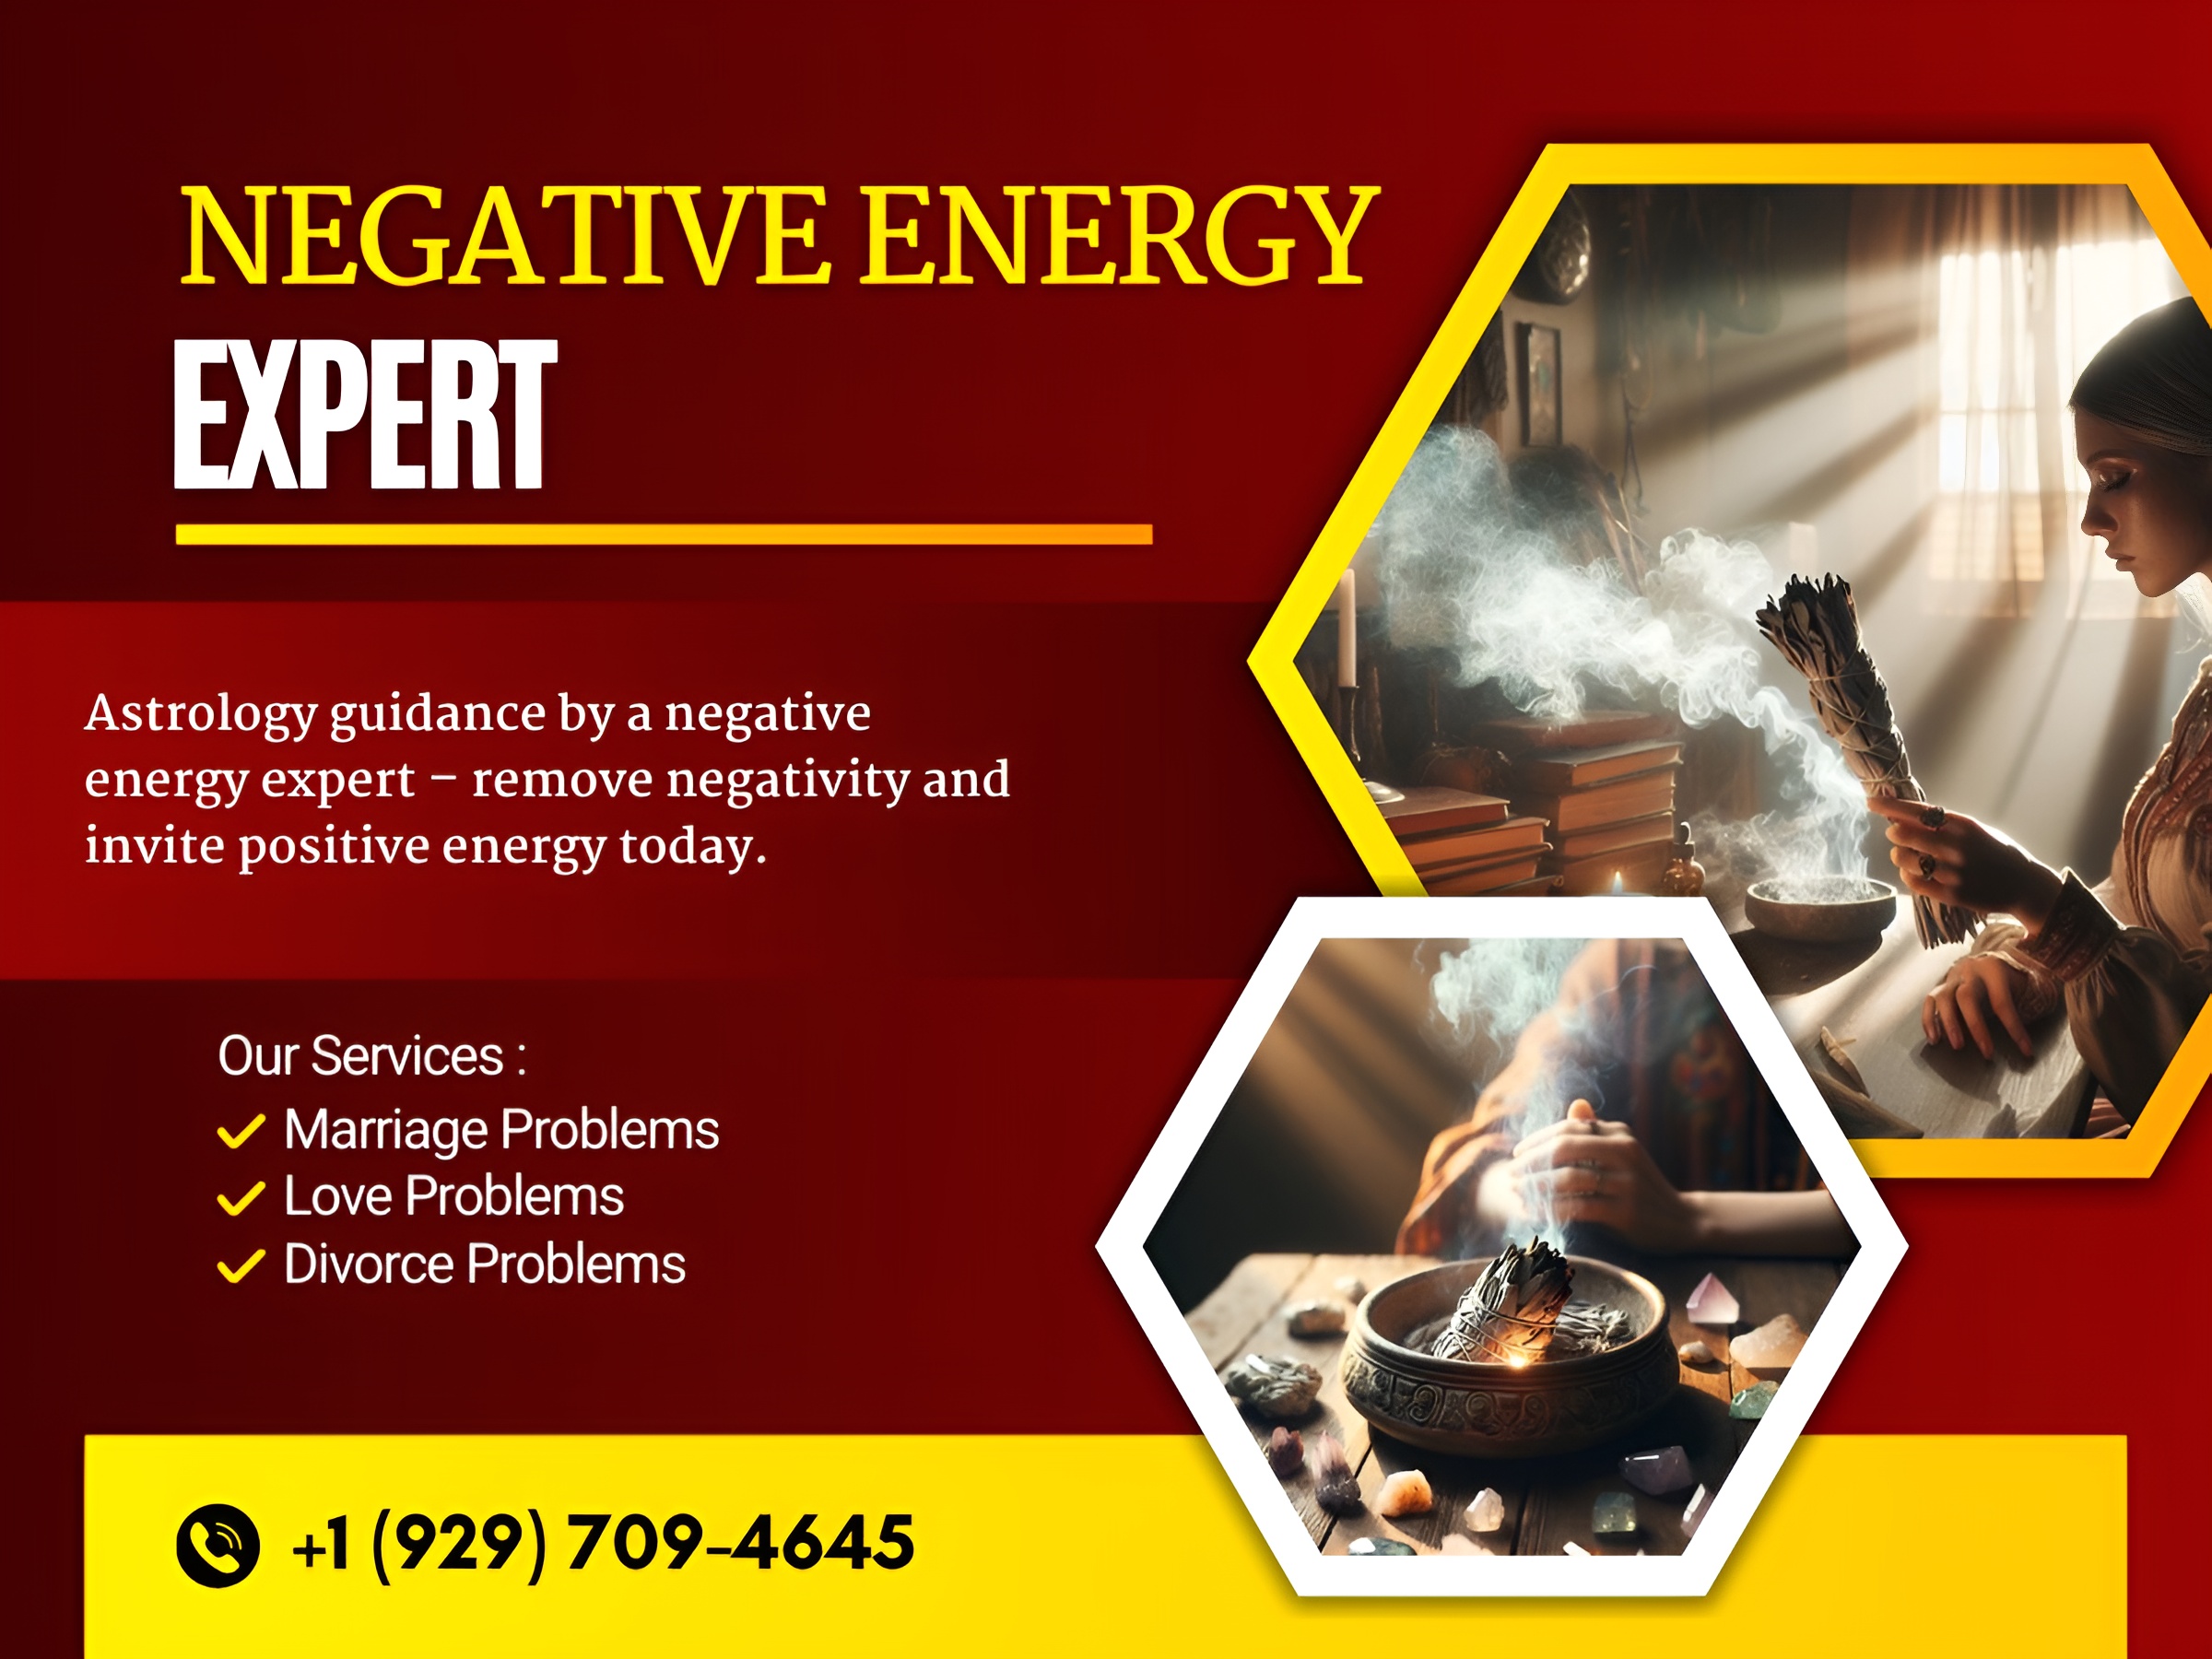 NEGATIVE ENERGY
EXPERT
Astrology guidance by a negative
energy expert – remove negativity and
invite positive energy today.
Our Services :
Marriage Problems
Love Problems
Divorce Problems
+1 (929) 709-4645